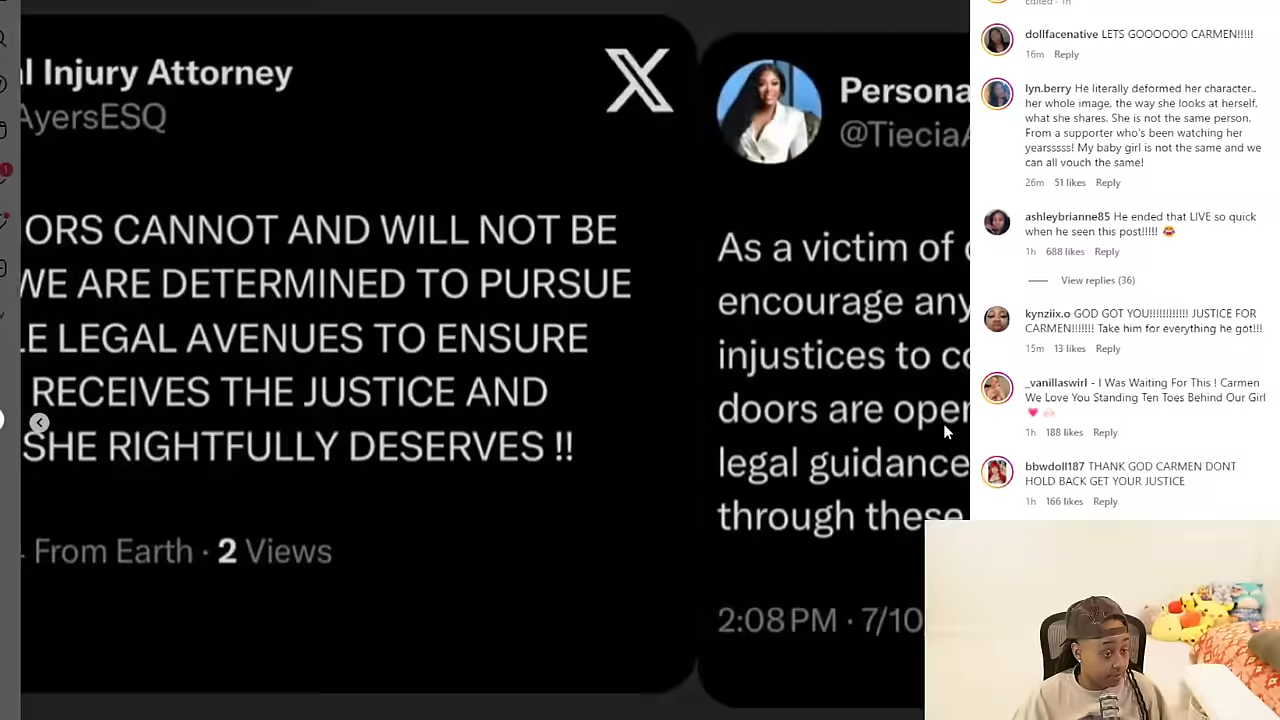 l Injury Attorney
AyersESQ
ORS CANNOT AND WILL NOT BE
WE ARE DETERMINED TO PURSUE
LE LEGAL AVENUES TO ENSURE
RECEIVES THE JUSTICE AND
SHE RIGHTFULLY DESERVES !!
From Earth · 2 Views
Persona
@TieciaA
As a victim of
encourage any
injustices to co
doors are open
legal guidance
through these
2:08 PM · 7/10
Edited · 1h
dollfacenative LETS GOOOOOO CARMEN!!!!!
16m Reply
lyn.berry He literally deformed her character..
her whole image, the way she looks at herself,
what she shares. She is not the same person.
From a supporter who's been watching her
yearsssss! My baby girl is not the same and we
can all vouch the same!
26m 51 likes Reply
ashleybrianne85 He ended that LIVE so quick
when he seen this post!!!!! 😂
1h 688 likes Reply
View replies (36)
kynziix.o GOD GOT YOU!!!!!!!!!!!! JUSTICE FOR
CARMEN!!!!!!! Take him for everything he got!!!
15m 13 likes Reply
_vanillaswirl - I Was Waiting For This ! Carmen
We Love You Standing Ten Toes Behind Our Girl
💗 🫶🏻
1h 188 likes Reply
bbwdoll187 THANK GOD CARMEN DONT
HOLD BACK GET YOUR JUSTICE
1h 166 likes Reply
1